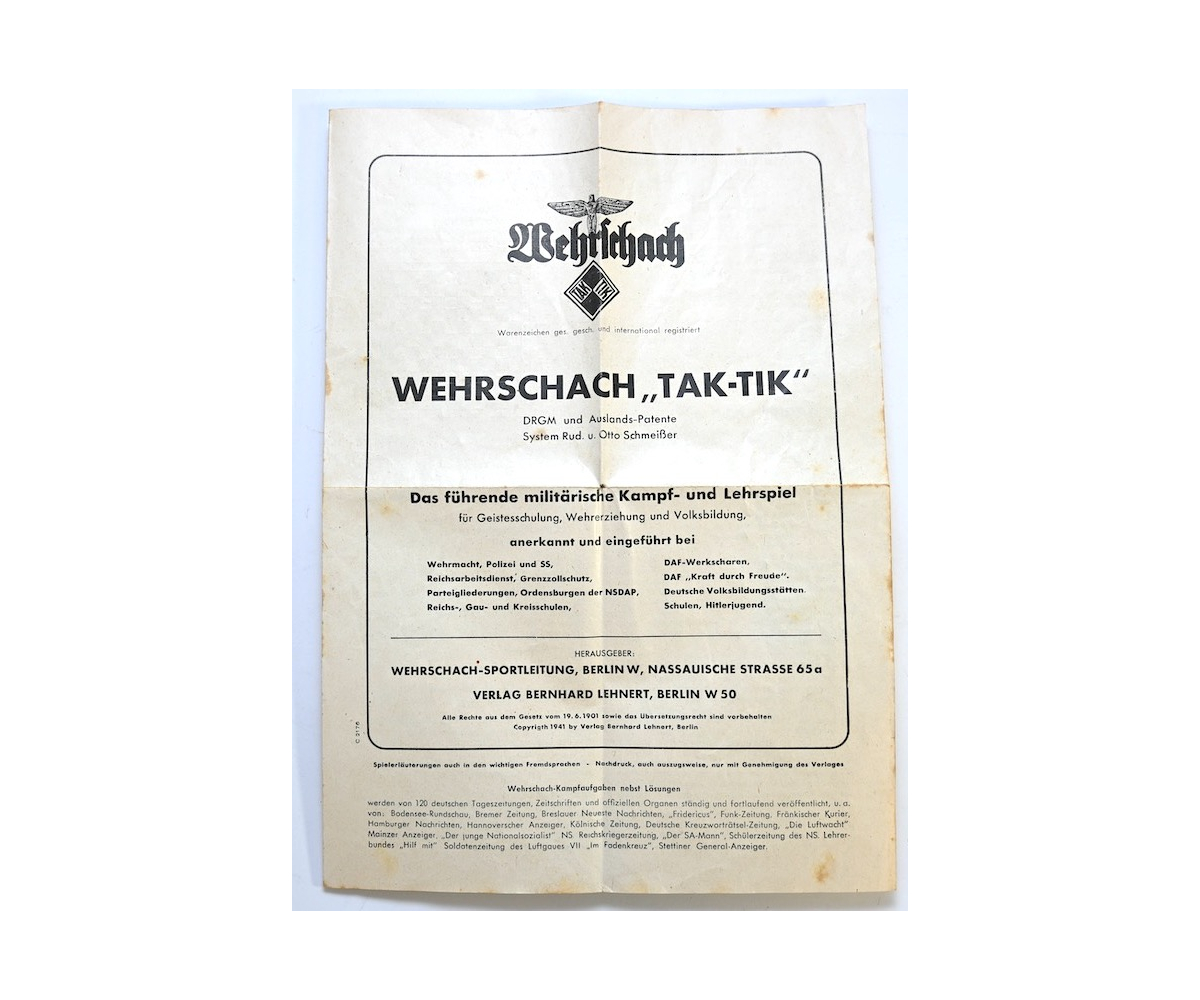 Wehrschach
TAK TIK
Warenzeichen ges. gesch. und international registriert
WEHRSCHACH „TAK-TIK“
DRGM und Auslands-Patente
System Rud. u. Otto Schmeißer
Das führende militärische Kampf- und Lehrspiel
für Geistesschulung, Wehrerziehung und Volksbildung,
anerkannt und eingeführt bei
Wehrmacht, Polizei und SS,
Reichsarbeitsdienst, Grenzzollschutz,
Parteigliederungen, Ordensburgen der NSDAP,
Reichs-, Gau- und Kreisschulen,
DAF-Werkscharen,
DAF „Kraft durch Freude“.
Deutsche Volksbildungsstätten.
Schulen, Hitlerjugend.
HERAUSGEBER:
WEHRSCHACH-SPORTLEITUNG, BERLIN W, NASSAUISCHE STRASSE 65a
VERLAG BERNHARD LEHNERT, BERLIN W 50
Alle Rechte aus dem Gesetz vom 19. 6. 1901 sowie das Übersetzungsrecht sind vorbehalten
Copyrigth 1941 by Verlag Bernhard Lehnert, Berlin
C 2176
Spielerläuterungen auch in den wichtigen Fremdsprachen - Nachdruck, auch auszugsweise, nur mit Genehmigung des Verlages
Wehrschach-Kampfaufgaben nebst Lösungen
werden von 120 deutschen Tageszeitungen, Zeitschriften und offiziellen Organen ständig und fortlaufend veröffentlicht, u. a.
von: Bodensee-Rundschau, Bremer Zeitung, Breslauer Neueste Nachrichten, „Fridericus“, Funk-Zeitung, Fränkischer Kurier,
Hamburger Nachrichten, Hannoverscher Anzeiger, Kölnische Zeitung, Deutsche Kreuzworträtsel-Zeitung, „Die Luftwacht“
Mainzer Anzeiger, „Der junge Nationalsozialist“ NS. Reichskriegerzeitung, „Der SA-Mann“, Schülerzeitung des NS. Lehrer-
bundes „Hilf mit“ Soldatenzeitung des Luftgaues VII „Im Fadenkreuz“, Stettiner General-Anzeiger.